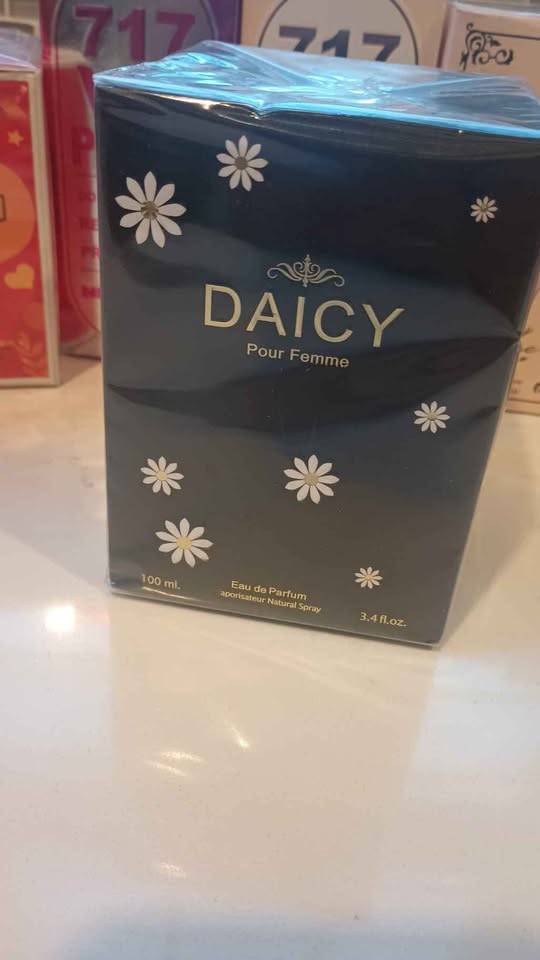 717
717
DAICY
Pour Femme
100 ml.
Eau de Parfum
aporisateur Natural Spray
3.4 fl.oz.